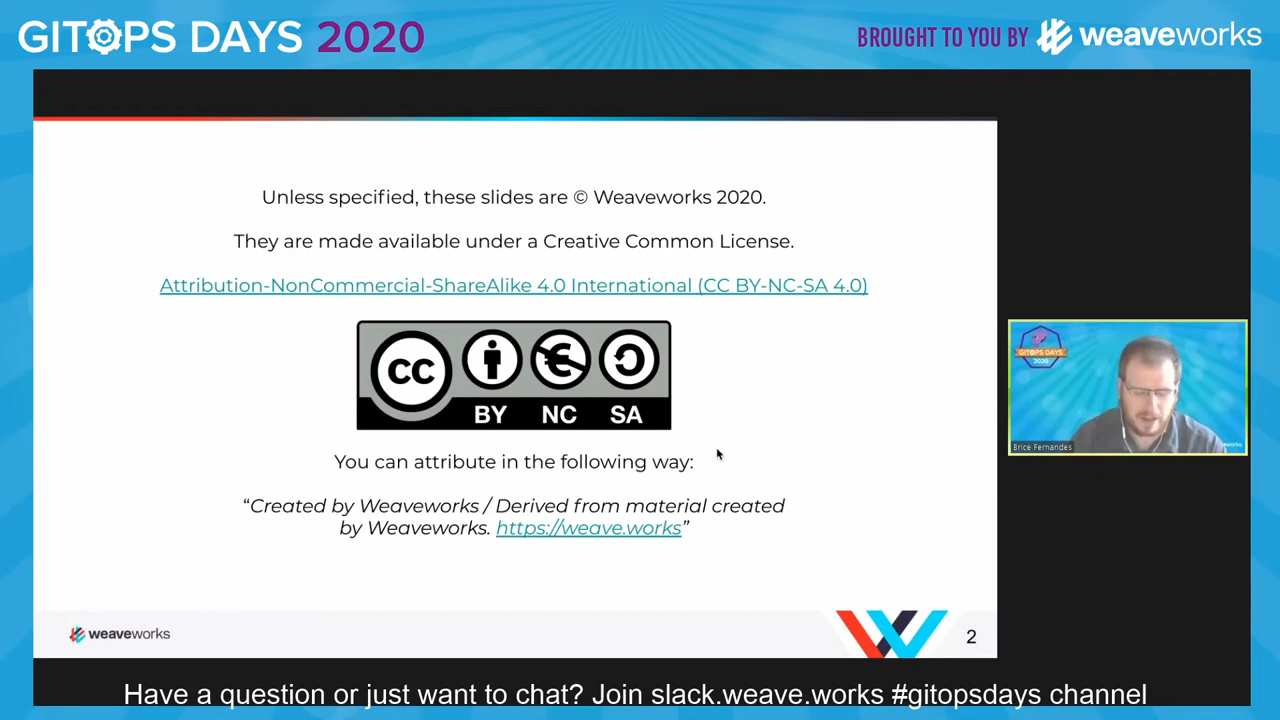 GITOPS DAYS 2020
BROUGHT TO YOU BY weaveworks
Unless specified, these slides are © Weaveworks 2020.
They are made available under a Creative Common License.
Attribution-NonCommercial-ShareAlike 4.0 International (CC BY-NC-SA 4.0)
cc
BY NC SA
You can attribute in the following way:
“Created by Weaveworks / Derived from material created
by Weaveworks. https://weave.works”
GITOPS DAYS
2020
Brice Fernandes
weaveworks
2
Have a question or just want to chat? Join slack.weave.works #gitopsdays channel